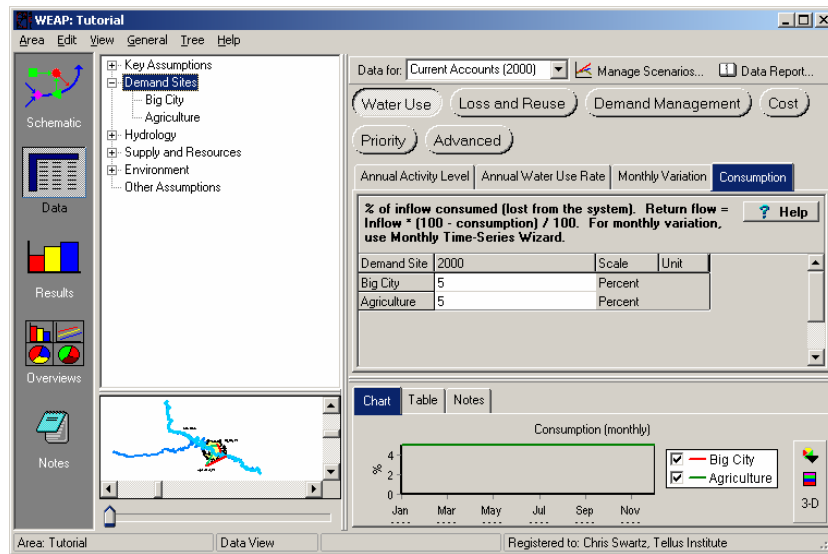 WEAP: Tutorial
Area Edit View General Tree Help
Schematic
Data
Results
Overviews
Notes
Key Assumptions
Demand Sites
Big City
Agriculture
Hydrology
Supply and Resources
Environment
Other Assumptions
Data for: Current Accounts (2000) Manage Scenarios... Data Report...
Water Use Loss and Reuse Demand Management Cost
Priority Advanced
Annual Activity Level Annual Water Use Rate Monthly Variation Consumption
% of inflow consumed (lost from the system). Return flow =
Inflow * (100 - consumption) / 100. For monthly variation,
use Monthly Time-Series Wizard.
? Help
Demand Site 2000 Scale Unit
Big City 5 Percent
Agriculture 5 Percent
Chart Table Notes
Consumption (monthly)
%
4
2
0
Jan Mar May Jul Sep Nov
Big City
Agriculture
3-D
Area: Tutorial Data View Registered to: Chris Swartz, Tellus Institute